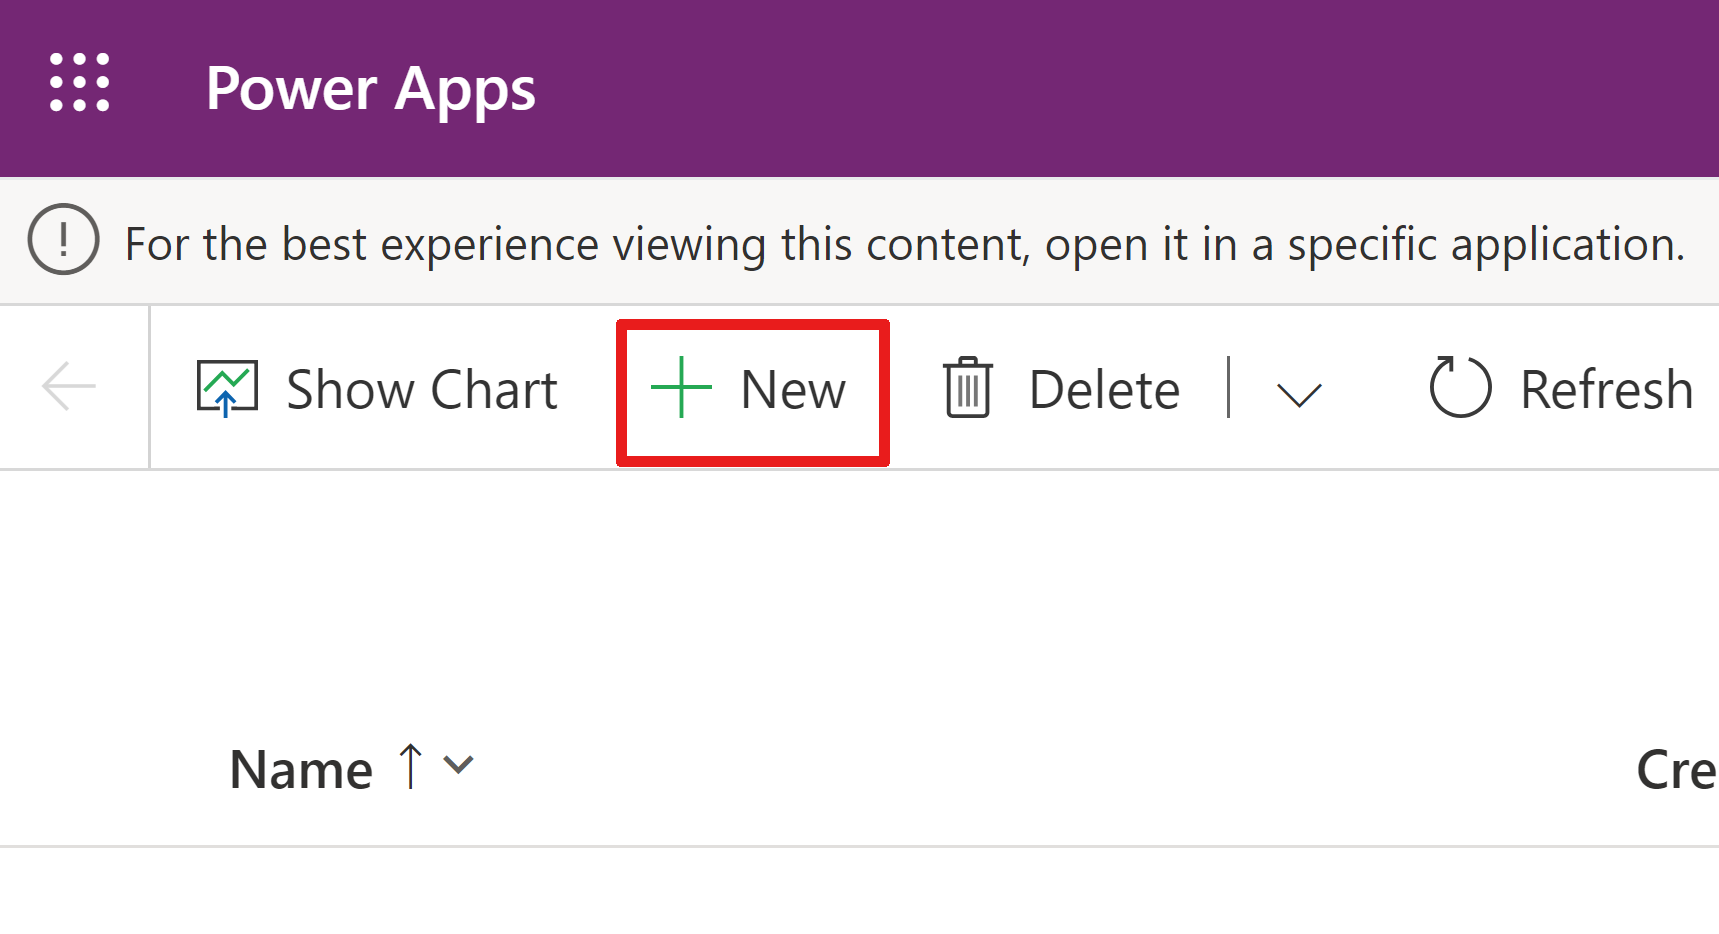 Power Apps
For the best experience viewing this content, open it in a specific application.
Show Chart New Delete Refresh
Name Cre